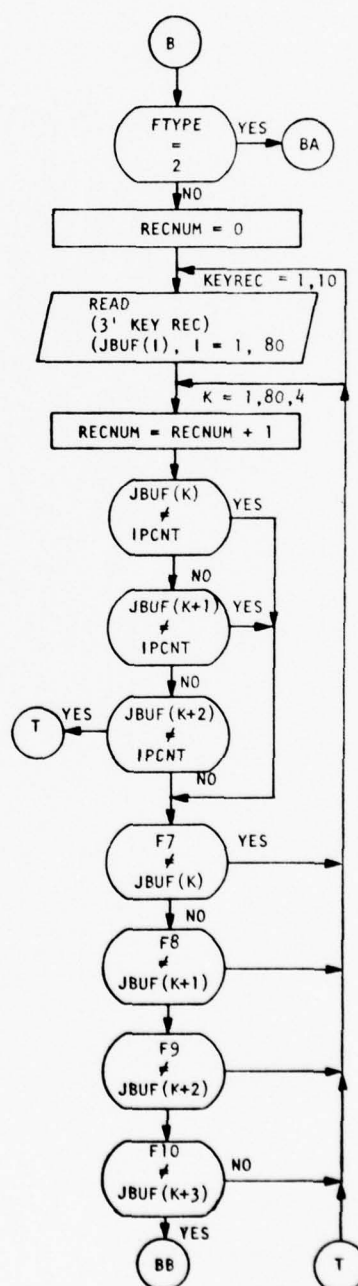 B
FTYPE
=
2
YES
BA
NO
RECNUM = 0
KEYREC = 1,10
READ
(3' KEY REC)
(JBUF(I), I = 1, 80
K = 1,80,4
RECNUM = RECNUM + 1
JBUF(K)
≠
IPCNT
YES
NO
JBUF(K+1)
≠
IPCNT
YES
NO
JBUF(K+2)
≠
IPCNT
YES
T
NO
F7
≠
JBUF(K)
YES
NO
F8
≠
JBUF(K+1)
F9
≠
JBUF(K+2)
F10
≠
JBUF(K+3)
NO
YES
BB
T